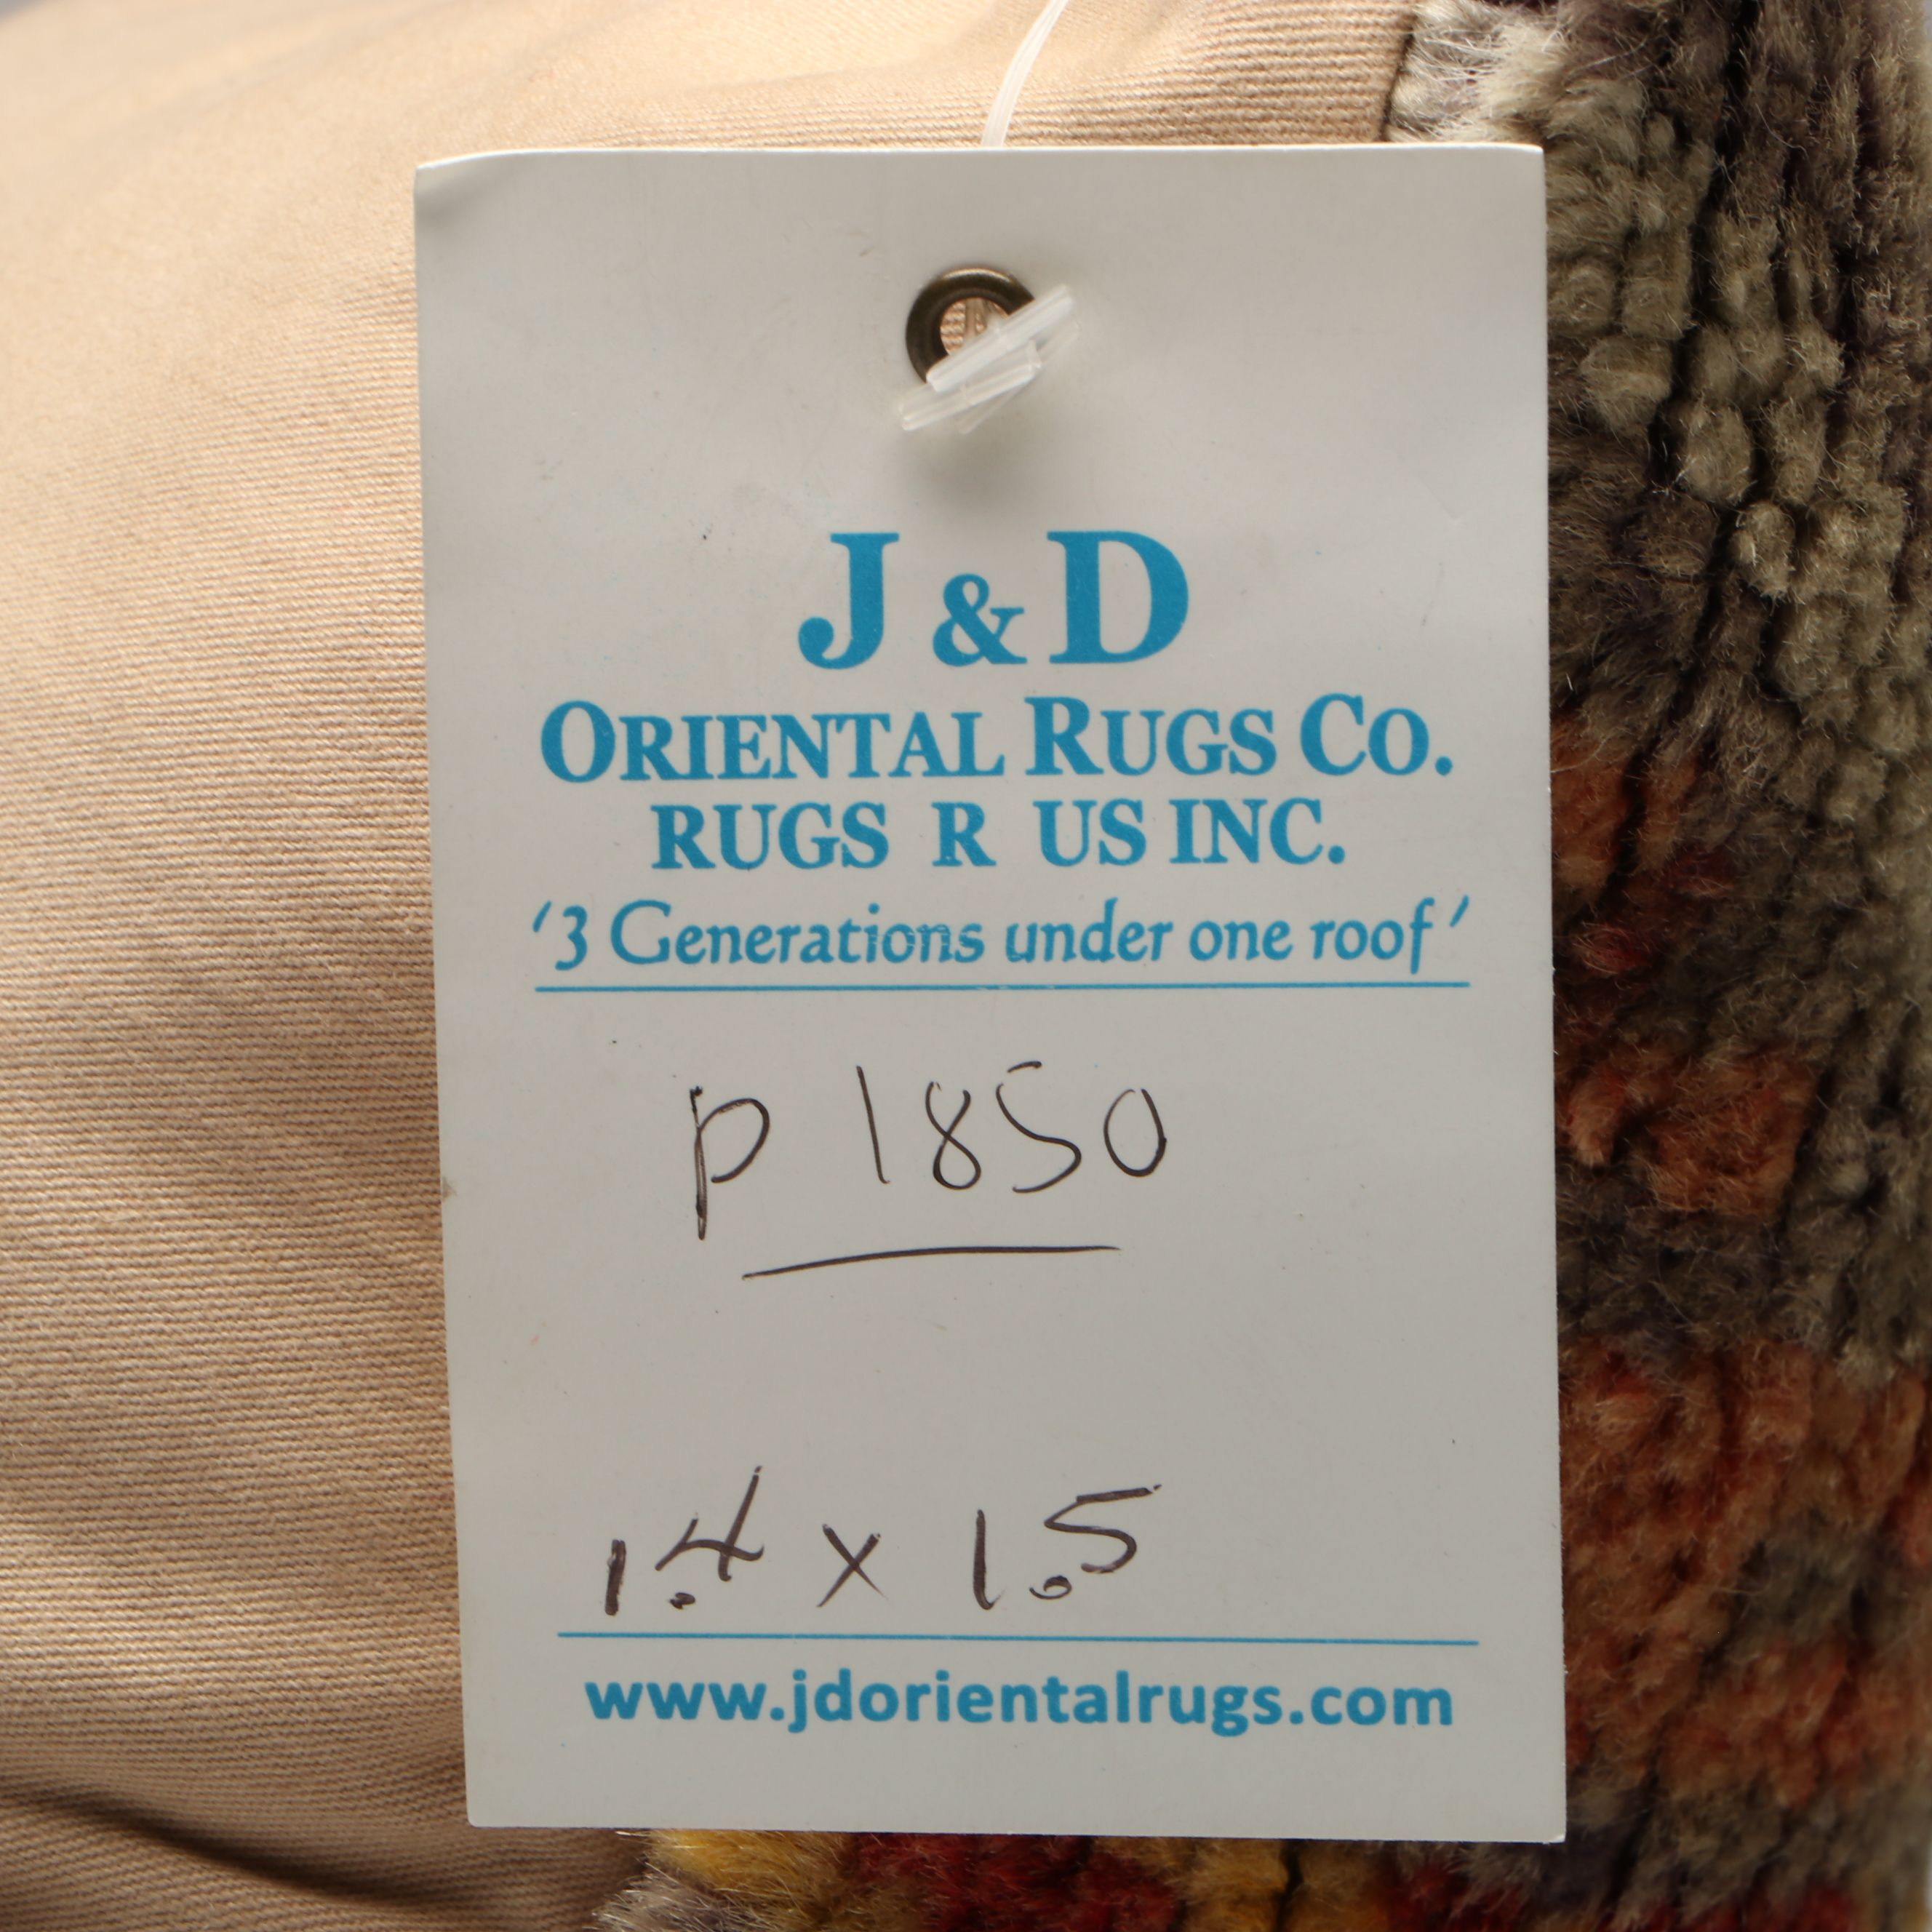 J & D
ORIENTAL RUGS CO.
RUGS R US INC.
'3 Generations under one roof'
P 1850
1.4 x 1.5
www.jdorientalrugs.com